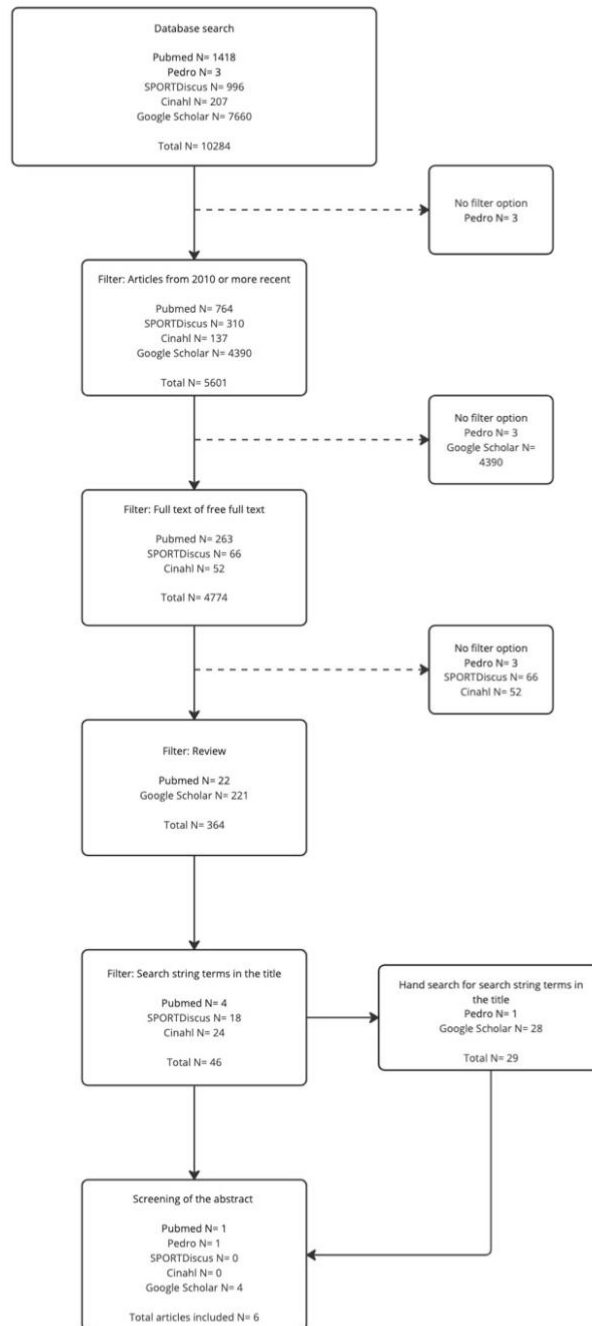 Database search
Pubmed N= 1418
Pedro N= 3
SPORTDiscus N= 996
Cinahl N= 207
Google Scholar N= 7660
Total N= 10284
No filter option
Pedro N= 3
Filter: Articles from 2010 or more recent
Pubmed N= 764
SPORTDiscus N= 310
Cinahl N= 137
Google Scholar N= 4390
Total N= 5601
No filter option
Pedro N= 3
Google Scholar N=
4390
Filter: Full text of free full text
Pubmed N= 263
SPORTDiscus N= 66
Cinahl N= 52
Total N= 4774
No filter option
Pedro N= 3
SPORTDiscus N= 66
Cinahl N= 52
Filter: Review
Pubmed N= 22
Google Scholar N= 221
Total N= 364
Filter: Search string terms in the title
Pubmed N= 4
SPORTDiscus N= 18
Cinahl N= 24
Total N= 46
Hand search for search string terms in
the title
Pedro N= 1
Google Scholar N= 28
Total N= 29
Screening of the abstract
Pubmed N= 1
Pedro N= 1
SPORTDiscus N= 0
Cinahl N= 0
Google Scholar N= 4
Total articles included N= 6